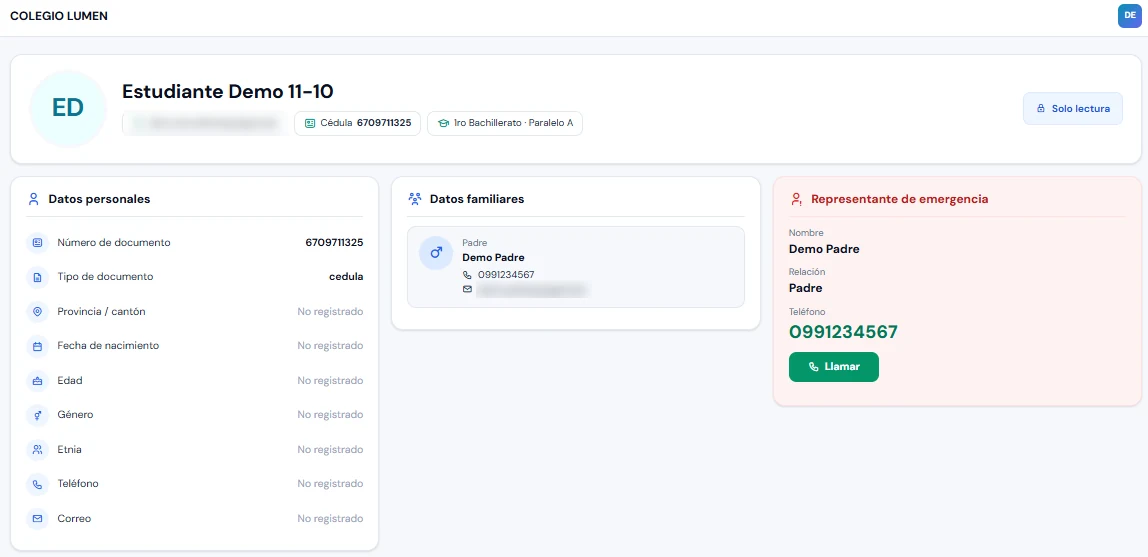 COLEGIO LUMEN
DE
ED
Estudiante Demo 11-10
Cédula 6709711325
1ro Bachillerato · Paralelo A
Solo lectura
Datos personales
Número de documento 6709711325
Tipo de documento cedula
Provincia / cantón No registrado
Fecha de nacimiento No registrado
Edad No registrado
Género No registrado
Etnia No registrado
Teléfono No registrado
Correo No registrado
Datos familiares
Padre
Demo Padre
0991234567
Representante de emergencia
Nombre
Demo Padre
Relación
Padre
Teléfono
0991234567
Llamar